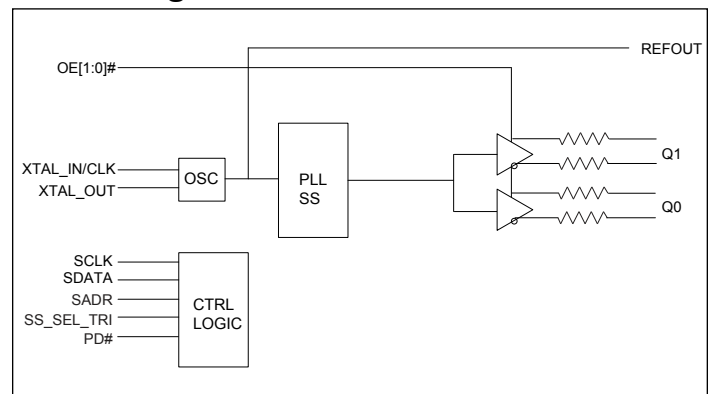 REFOUT
OE[1:0]#
XTAL_IN/CLK
XTAL_OUT
OSC
PLL
SS
Q1
Q0
SCLK
SDATA
SADR
SS_SEL_TRI
PD#
CTRL
LOGIC